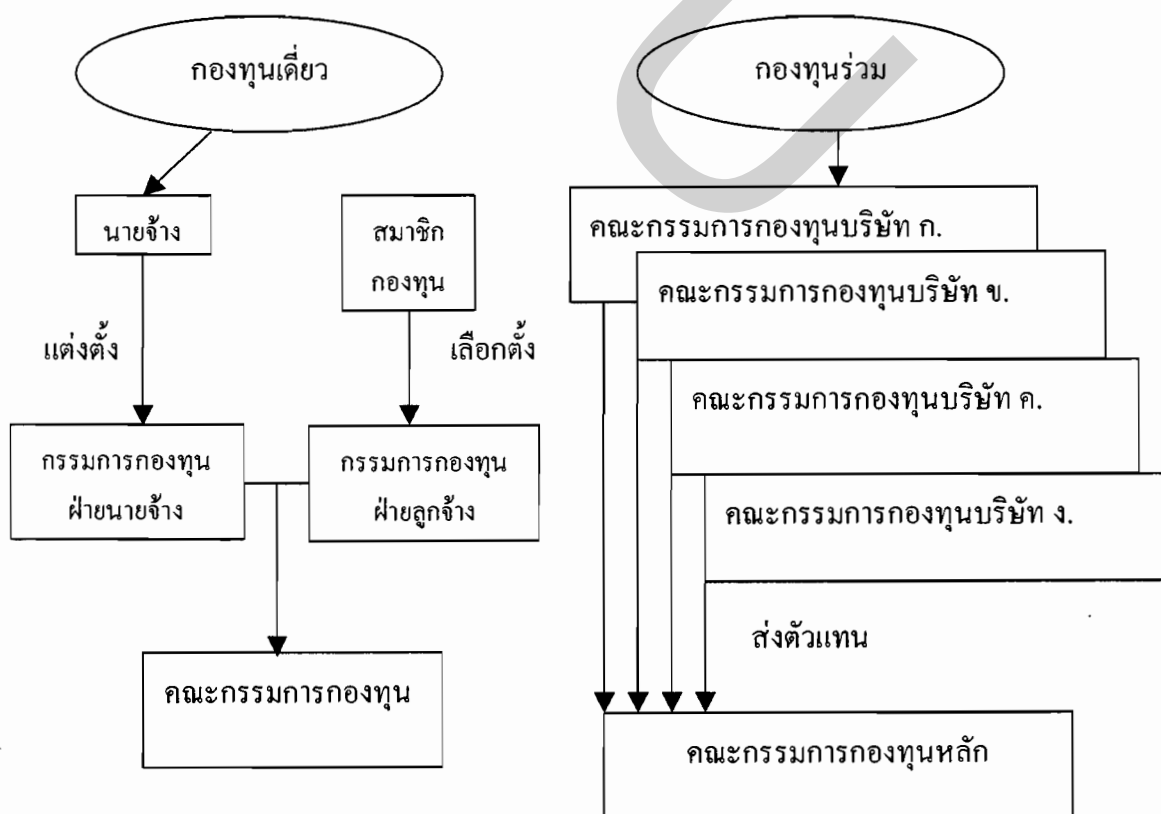 กองทุนเดี่ยว
กองทุนร่วม
นายจ้าง
สมาชิก
กองทุน
คณะกรรมการกองทุนบริษัท ก.
คณะกรรมการกองทุนบริษัท ข.
แต่งตั้ง
เลือกตั้ง
คณะกรรมการกองทุนบริษัท ค.
กรรมการกองทุน
ฝ่ายนายจ้าง
กรรมการกองทุน
ฝ่ายลูกจ้าง
คณะกรรมการกองทุนบริษัท ง.
ส่งตัวแทน
คณะกรรมการกองทุน
คณะกรรมการกองทุนหลัก